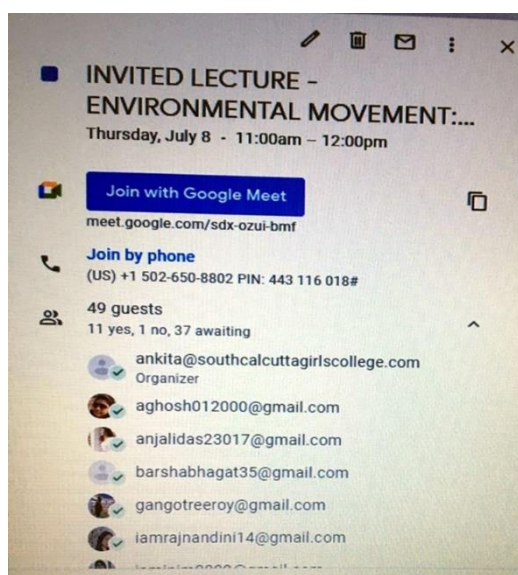 INVITED LECTURE -
ENVIRONMENTAL MOVEMENT:...
Thursday, July 8 - 11:00am – 12:00pm
Join with Google Meet
meet.google.com/sdx-ozui-bmf
Join by phone
(US) +1 502-650-8802 PIN: 443 116 018#
49 guests
11 yes, 1 no, 37 awaiting
ankita@southcalcuttagirlscollege.com
Organizer
aghosh012000@gmail.com
anjalidas23017@gmail.com
barshabhagat35@gmail.com
gangotreeroy@gmail.com
iamrajnandini14@gmail.com